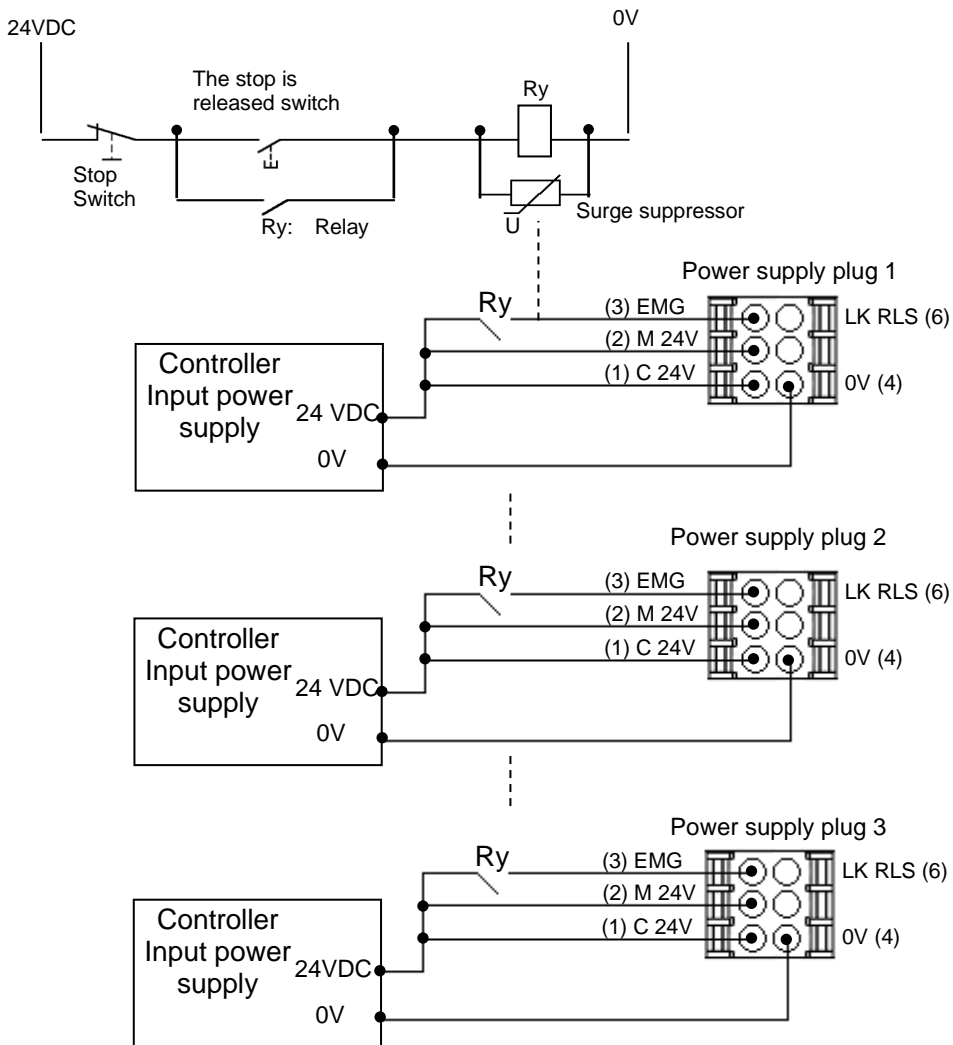 24VDC
0V
The stop is
released switch
Ry
Stop
Switch
Ry: Relay
U
Surge suppressor
Power supply plug 1
Ry
(3) EMG
LK RLS (6)
(2) M 24V
(1) C 24V
0V (4)
Controller
Input power
supply
24 VDC
0V
Power supply plug 2
Ry
(3) EMG
LK RLS (6)
(2) M 24V
(1) C 24V
0V (4)
Controller
Input power
supply
24 VDC
0V
Power supply plug 3
Ry
(3) EMG
LK RLS (6)
(2) M 24V
(1) C 24V
0V (4)
Controller
Input power
supply
24VDC
0V